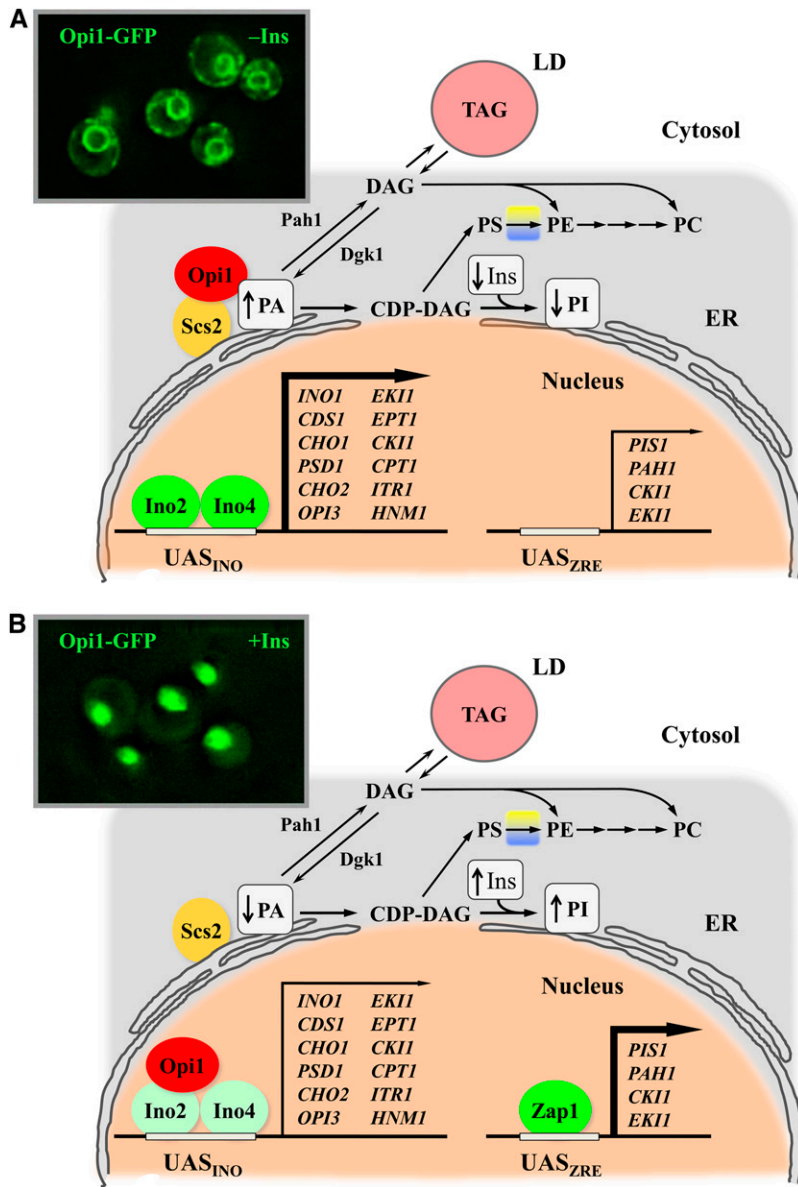 A
Opi1-GFP –Ins
LD
TAG
Cytosol
DAG
Pah1
Dgk1
PS PE PC
Opi1
Scs2
↑PA
CDP-DAG
↓Ins
↓PI
ER
Nucleus
INO1 EKI1
CDS1 EPT1
CHO1 CKI1
PSD1 CPT1
CHO2 ITR1
OPI3 HNM1
PIS1
PAH1
CKI1
EKI1
Ino2 Ino4
UASINO
UASZRE
B
Opi1-GFP +Ins
LD
TAG
Cytosol
DAG
Pah1
Dgk1
PS PE PC
Scs2
↓PA
CDP-DAG
↑Ins
↑PI
ER
Nucleus
INO1 EKI1
CDS1 EPT1
CHO1 CKI1
PSD1 CPT1
CHO2 ITR1
OPI3 HNM1
PIS1
PAH1
CKI1
EKI1
Opi1
Ino2 Ino4
Zap1
UASINO
UASZRE